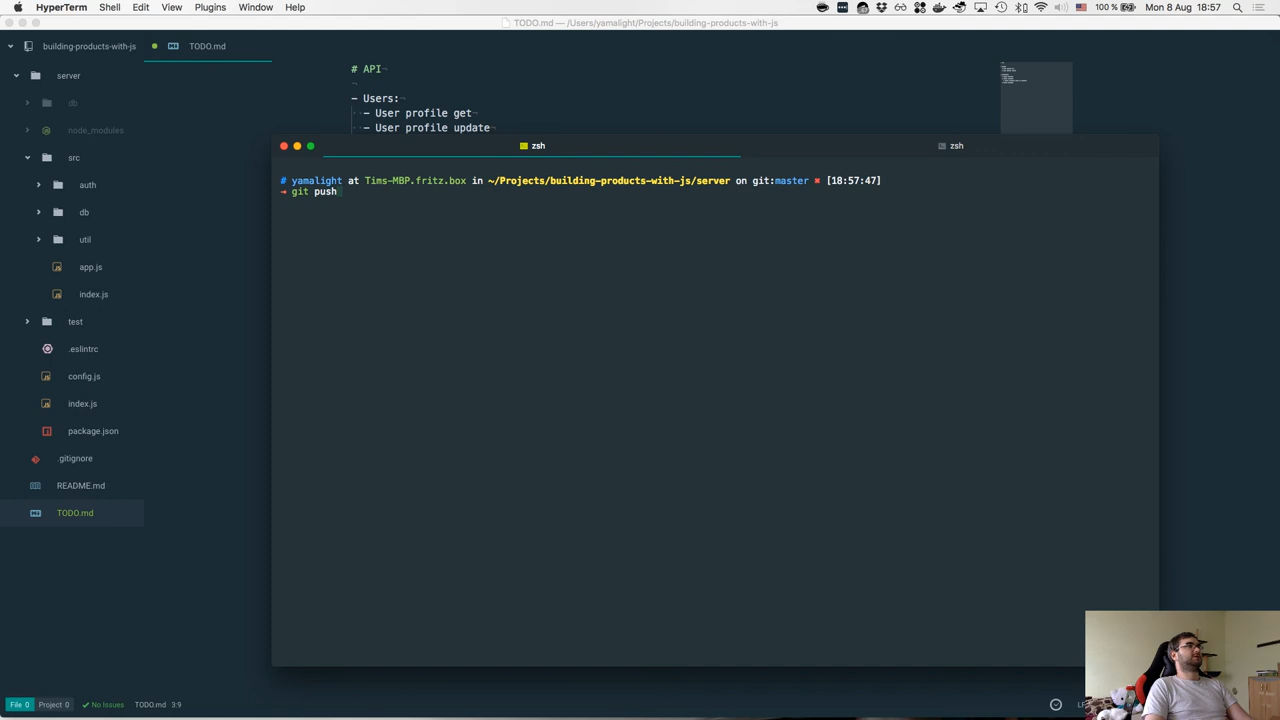 HyperTerm Shell Edit View Plugins Window Help
100 % Mon 8 Aug 18:57
TODO.md — /Users/yamalight/Projects/building-products-with-js
building-products-with-js
TODO.md
server
db
node_modules
src
auth
db
util
app.js
index.js
test
.eslintrc
config.js
index.js
package.json
.gitignore
README.md
TODO.md
# API¬
¬
- Users:¬
- User profile get¬
- User profile update¬
zsh
zsh
# yamalight at Tims-MBP.fritz.box in ~/Projects/building-products-with-js/server on git:master ✖ [18:57:47]
→ git push
File 0 Project 0 No Issues TODO.md 3:9